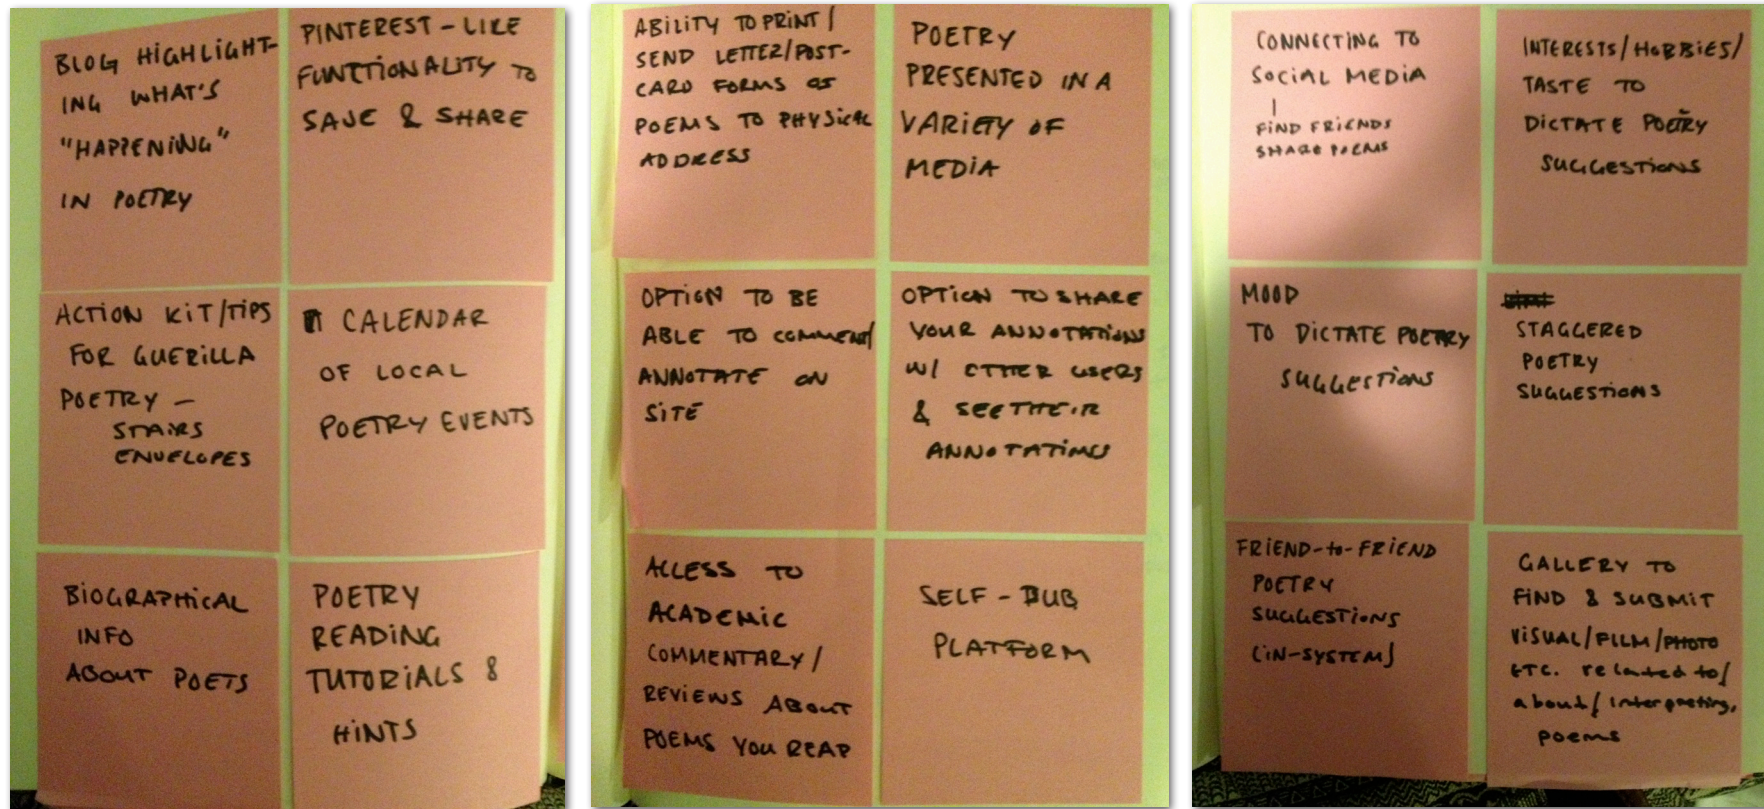 BLOG HIGHLIGHT-
ING WHAT'S
"HAPPENING"
IN POETRY
PINTEREST - LIKE
FUNCTIONALITY TO
SAVE & SHARE
ACTION KIT/TIPS
FOR GUERILLA
POETRY -
STAIRS
ENVELOPES
CALENDAR
OF LOCAL
POETRY EVENTS
BIOGRAPHICAL
INFO
ABOUT POETS
POETRY
READING
TUTORIALS &
HINTS
ABILITY TO PRINT/
SEND LETTER/POST-
CARD FORMS OF
POEMS TO PHYSICAL
ADDRESS
POETRY
PRESENTED IN A
VARIETY OF
MEDIA
OPTION TO BE
ABLE TO COMMENT/
ANNOTATE ON
SITE
OPTION TO SHARE
YOUR ANNOTATIONS
W/ OTHER USERS
& SEE THEIR
ANNOTATIONS
ACCESS TO
ACADEMIC
COMMENTARY/
REVIEWS ABOUT
POEMS YOU READ
SELF - PUB
PLATFORM
CONNECTING TO
SOCIAL MEDIA
|
FIND FRIENDS
SHARE POEMS
INTERESTS/HOBBIES/
TASTE TO
DICTATE POETRY
SUGGESTIONS
MOOD
TO DICTATE POETRY
SUGGESTIONS
STAGGERED
POETRY
SUGGESTIONS
FRIEND-to-FRIEND
POETRY
SUGGESTIONS
(IN-SYSTEM)
GALLERY TO
FIND & SUBMIT
VISUAL/FILM/PHOTO
ETC. related to/
about/interpreting,
poems